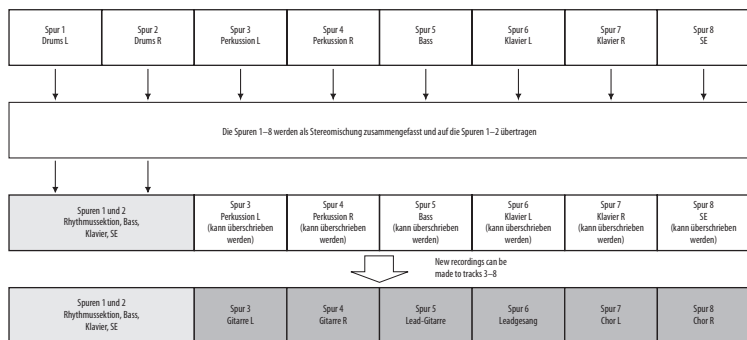 Spur 1
Drums L
Spur 2
Drums R
Spur 3
Perkussion L
Spur 4
Perkussion R
Spur 5
Bass
Spur 6
Klavier L
Spur 7
Klavier R
Spur 8
SE
Die Spuren 1–8 werden als Stereomischung zusammengefasst und auf die Spuren 1–2 übertragen
Spuren 1 und 2
Rhythmussektion, Bass,
Klavier, SE
Spur 3
Perkussion L
(kann überschrieben
werden)
Spur 4
Perkussion R
(kann überschrieben
werden)
Spur 5
Bass
(kann überschrieben
werden)
Spur 6
Klavier L
(kann überschrieben
werden)
Spur 7
Klavier R
(kann überschrieben
werden)
Spur 8
SE
(kann überschrieben
werden)
New recordings can be
made to tracks 3–8
Spuren 1 und 2
Rhythmussektion, Bass,
Klavier, SE
Spur 3
Gitarre L
Spur 4
Gitarre R
Spur 5
Lead-Gitarre
Spur 6
Leadgesang
Spur 7
Chor L
Spur 8
Chor R